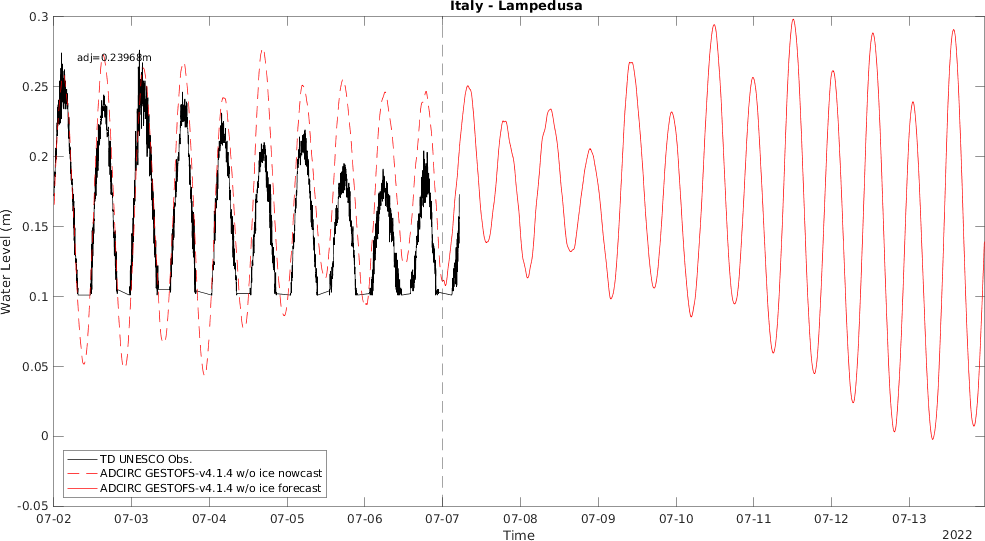 Italy - Lampedusa
adj=0.23968m
0.3
0.25
0.2
0.15
0.1
0.05
0
-0.05
Water Level (m)
TD UNESCO Obs.
ADCIRC GESTOFS-v4.1.4 w/o ice nowcast
ADCIRC GESTOFS-v4.1.4 w/o ice forecast
07-02 07-03 07-04 07-05 07-06 07-07 07-08 07-09 07-10 07-11 07-12 07-13
Time
2022